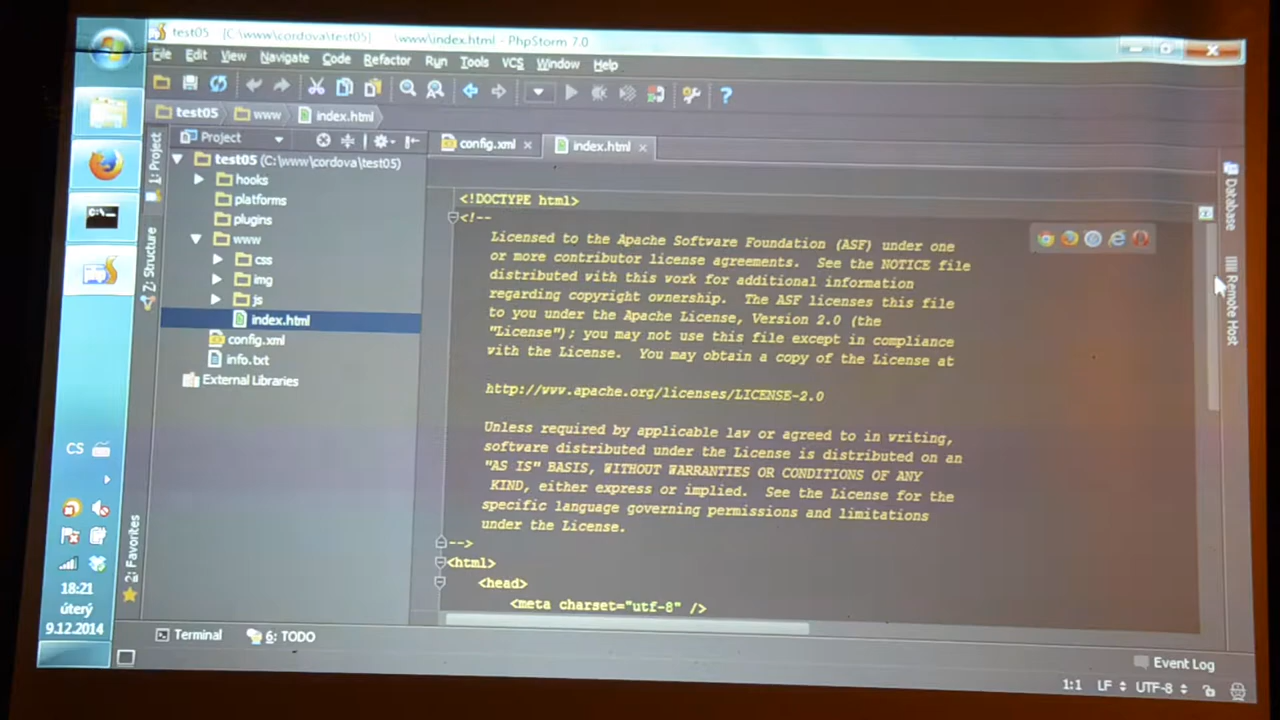 test05 [C:\www\cordova\test05] \www\index.html - PhpStorm 7.0
File Edit View Navigate Code Refactor Run Tools VCS Window Help
test05 www index.html
Project
config.xml index.html
1: Project
Z: Structure
2: Favorites
test05 (C:\www\cordova\test05)
hooks
platforms
plugins
www
css
img
js
index.html
config.xml
info.txt
External Libraries
<!DOCTYPE html>
<!--
Licensed to the Apache Software Foundation (ASF) under one
or more contributor license agreements. See the NOTICE file
distributed with this work for additional information
regarding copyright ownership. The ASF licenses this file
to you under the Apache License, Version 2.0 (the
"License"); you may not use this file except in compliance
with the License. You may obtain a copy of the License at
http://www.apache.org/licenses/LICENSE-2.0
Unless required by applicable law or agreed to in writing,
software distributed under the License is distributed on an
"AS IS" BASIS, WITHOUT WARRANTIES OR CONDITIONS OF ANY
KIND, either express or implied. See the License for the
specific language governing permissions and limitations
under the License.
-->
<html>
<head>
<meta charset="utf-8" />
Database
Remote Host
C:\
CS
18:21
úterý
9.12.2014
Terminal 6: TODO
Event Log
1:1 LF UTF-8